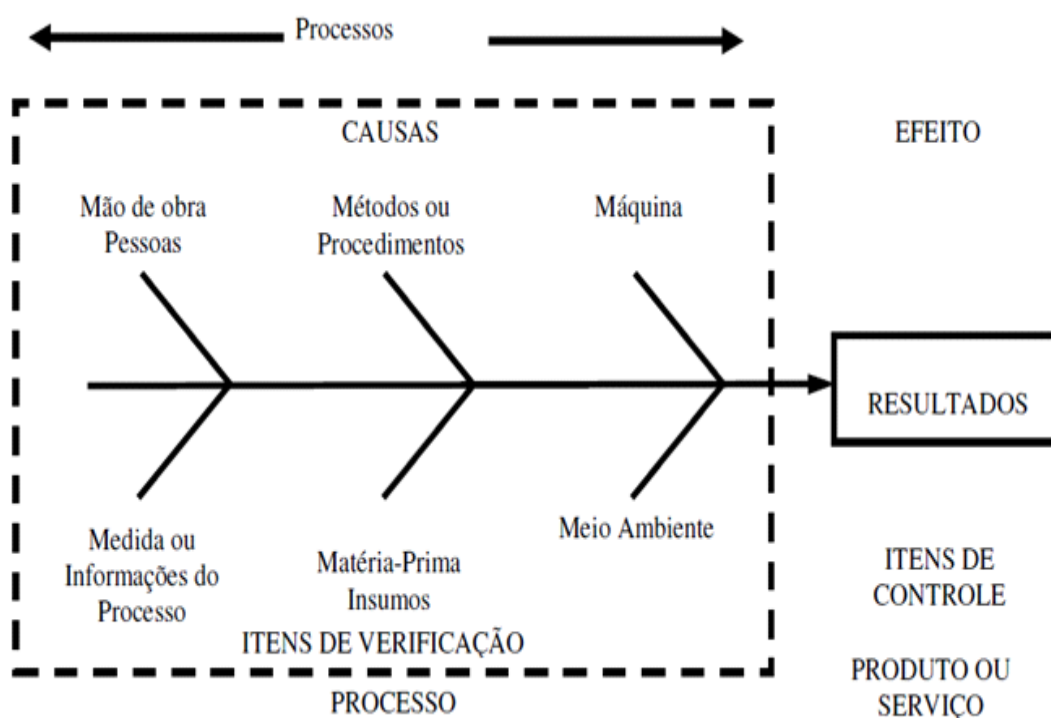 Processos
CAUSAS
EFEITO
Mão de obra
Pessoas
Métodos ou
Procedimentos
Máquina
RESULTADOS
Medida ou
Informações do
Processo
Matéria-Prima
Insumos
Meio Ambiente
ITENS DE VERIFICAÇÃO
ITENS DE
CONTROLE
PROCESSO
PRODUTO OU
SERVIÇO